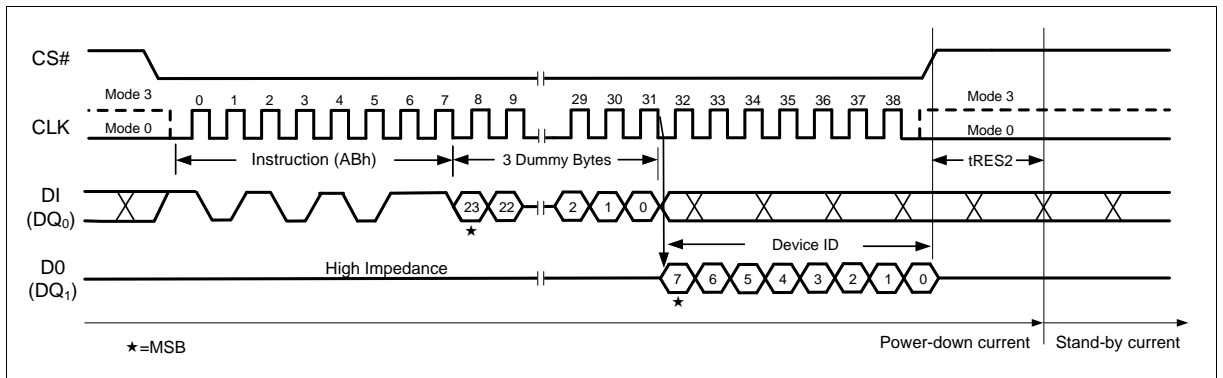 CS#
Mode 3
0 1 2 3 4 5 6 7 8 9 29 30 31 32 33 34 35 36 37 38
Mode 3
CLK
Mode 0
Mode 0
Instruction (ABh)
3 Dummy Bytes
tRES2
DI
(DQ0)
23 22 2 1 0
★
Device ID
D0
(DQ1)
High Impedance
7 6 5 4 3 2 1 0
★
★=MSB
Power-down current
Stand-by current